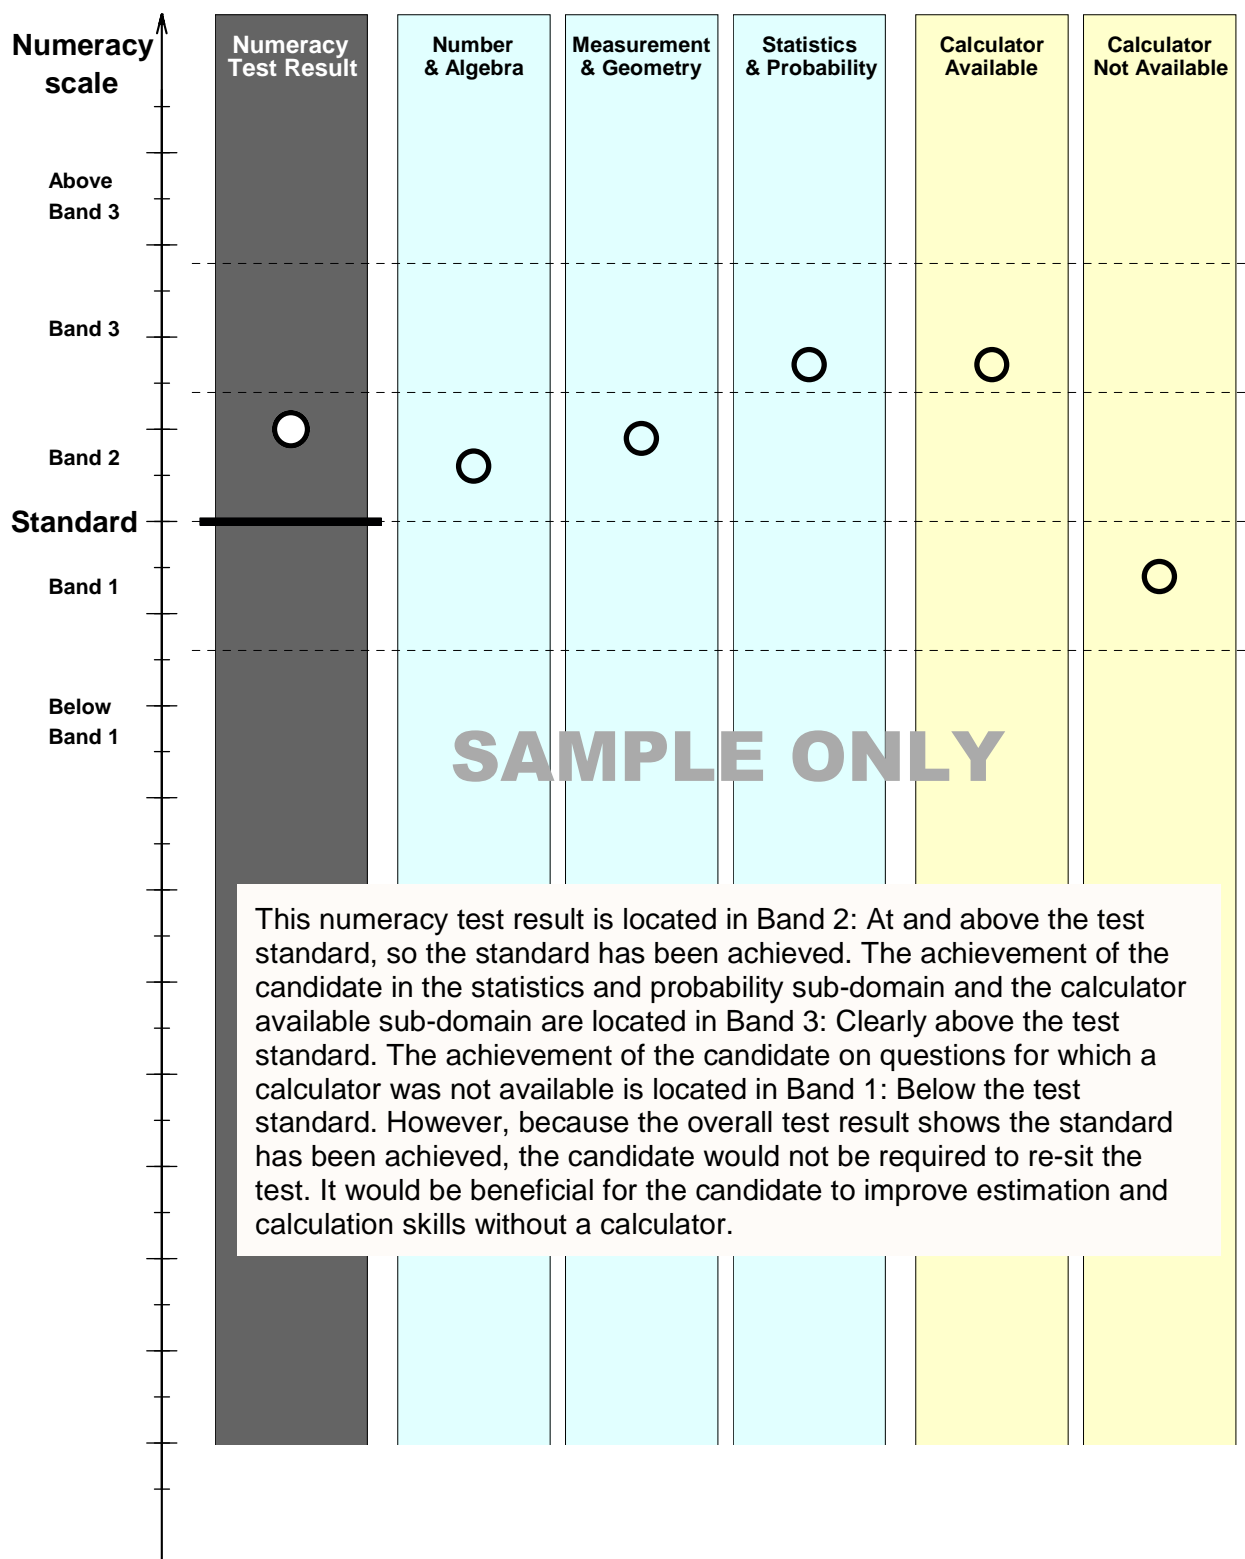 Numeracy
scale
Numeracy
Test Result
Number
& Algebra
Measurement
& Geometry
Statistics
& Probability
Calculator
Available
Calculator
Not Available
Above
Band 3
Band 3
Band 2
Standard
Band 1
Below
Band 1
SAMPLE ONLY
This numeracy test result is located in Band 2: At and above the test
standard, so the standard has been achieved. The achievement of the
candidate in the statistics and probability sub-domain and the calculator
available sub-domain are located in Band 3: Clearly above the test
standard. The achievement of the candidate on questions for which a
calculator was not available is located in Band 1: Below the test
standard. However, because the overall test result shows the standard
has been achieved, the candidate would not be required to re-sit the
test. It would be beneficial for the candidate to improve estimation and
calculation skills without a calculator.